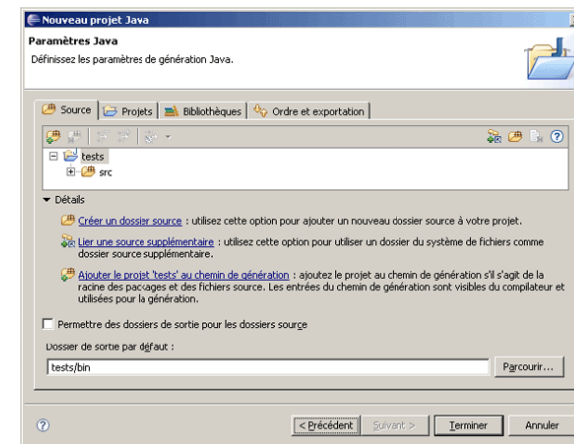 Nouveau projet Java
Paramètres Java
Définissez les paramètres de génération Java.
Source Projets Bibliothèques Ordre et exportation
tests
src
Détails
Créer un dossier source : utilisez cette option pour ajouter un nouveau dossier source à votre projet.
Lier une source supplémentaire : utilisez cette option pour utiliser un dossier du système de fichiers comme
dossier source supplémentaire.
Ajouter le projet 'tests' au chemin de génération : ajoutez le projet au chemin de génération s'il s'agit de la
racine des packages et des fichiers source. Les entrées du chemin de génération sont visibles du compilateur et
utilisées pour la génération.
Permettre des dossiers de sortie pour les dossiers source
Dossier de sortie par défaut :
tests/bin
Parcourir...
< Précédent Suivant > Terminer Annuler